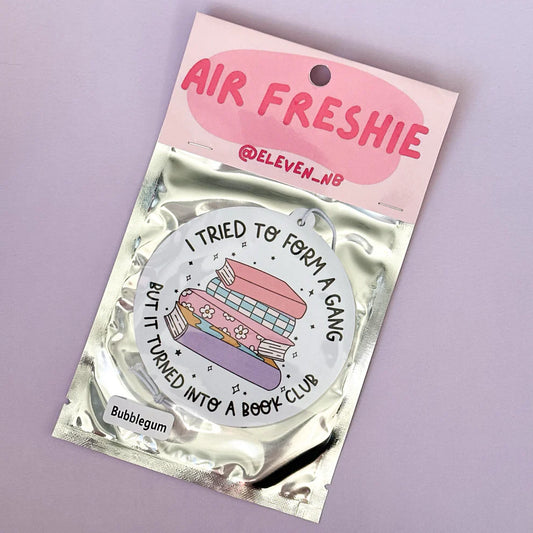 AIR FRESHIE
@ELEVEN_NB
I TRIED TO FORM A GANG
BUT IT TURNED INTO A BOOK CLUB
Bubblegum